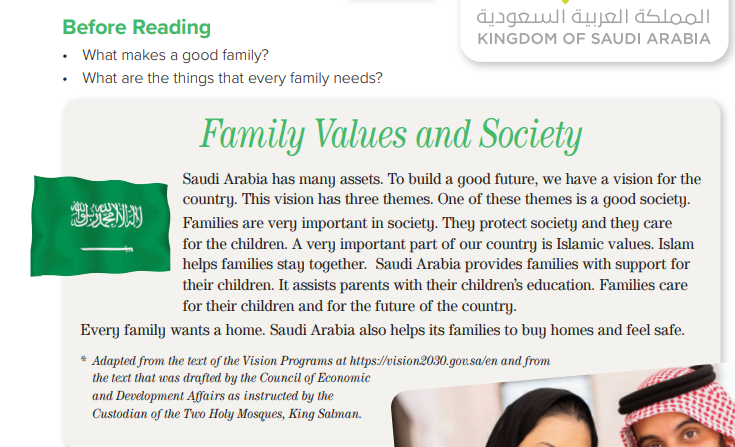 المملكة العربية السعودية
KINGDOM OF SAUDI ARABIA
Before Reading
• What makes a good family?
• What are the things that every family needs?
Family Values and Society
Saudi Arabia has many assets. To build a good future, we have a vision for the
country. This vision has three themes. One of these themes is a good society.
Families are very important in society. They protect society and they care
for the children. A very important part of our country is Islamic values. Islam
helps families stay together. Saudi Arabia provides families with support for
their children. It assists parents with their children's education. Families care
for their children and for the future of the country.
Every family wants a home. Saudi Arabia also helps its families to buy homes and feel safe.
* Adapted from the text of the Vision Programs at https://vision2030.gov.sa/en and from
the text that was drafted by the Council of Economic
and Development Affairs as instructed by the
Custodian of the Two Holy Mosques, King Salman.